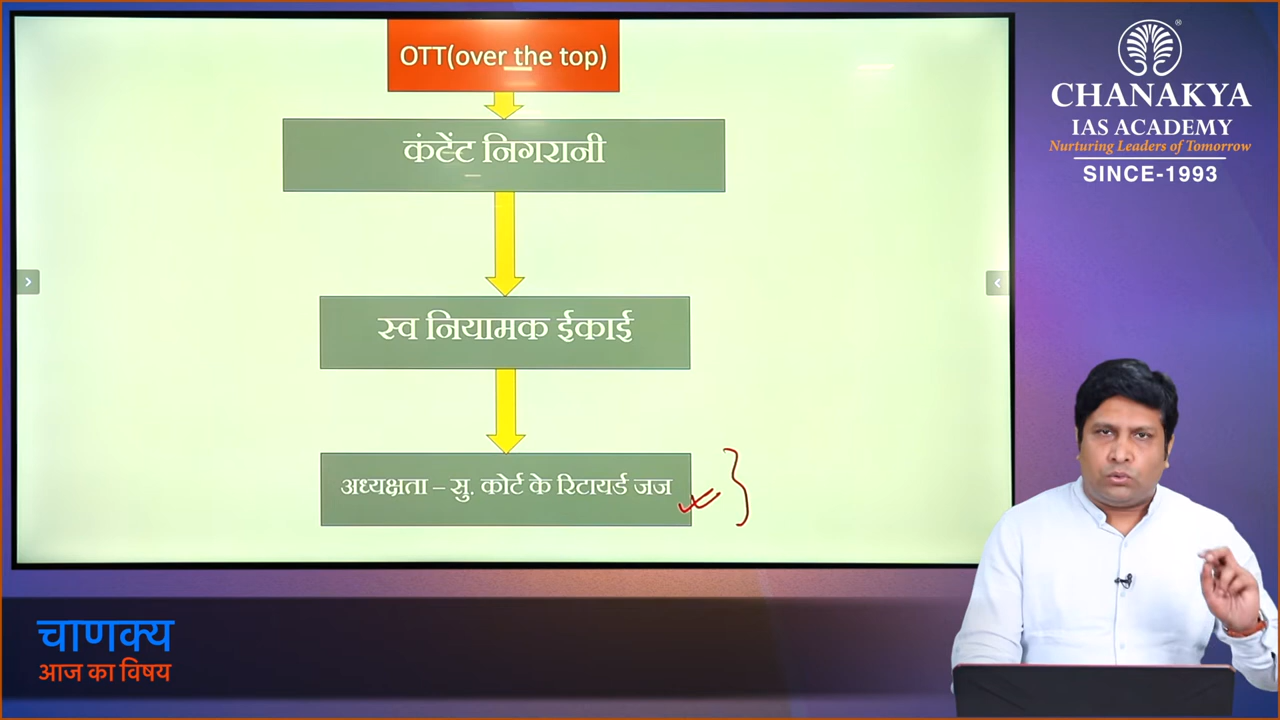 OTT(over the top)
कंटेंट निगरानी
स्व नियामक ईकाई
अध्यक्षता – सु. कोर्ट के रिटायर्ड जज
®
CHANAKYA
IAS ACADEMY
Nurturing Leaders of Tomorrow
SINCE-1993
चाणक्य
आज का विषय